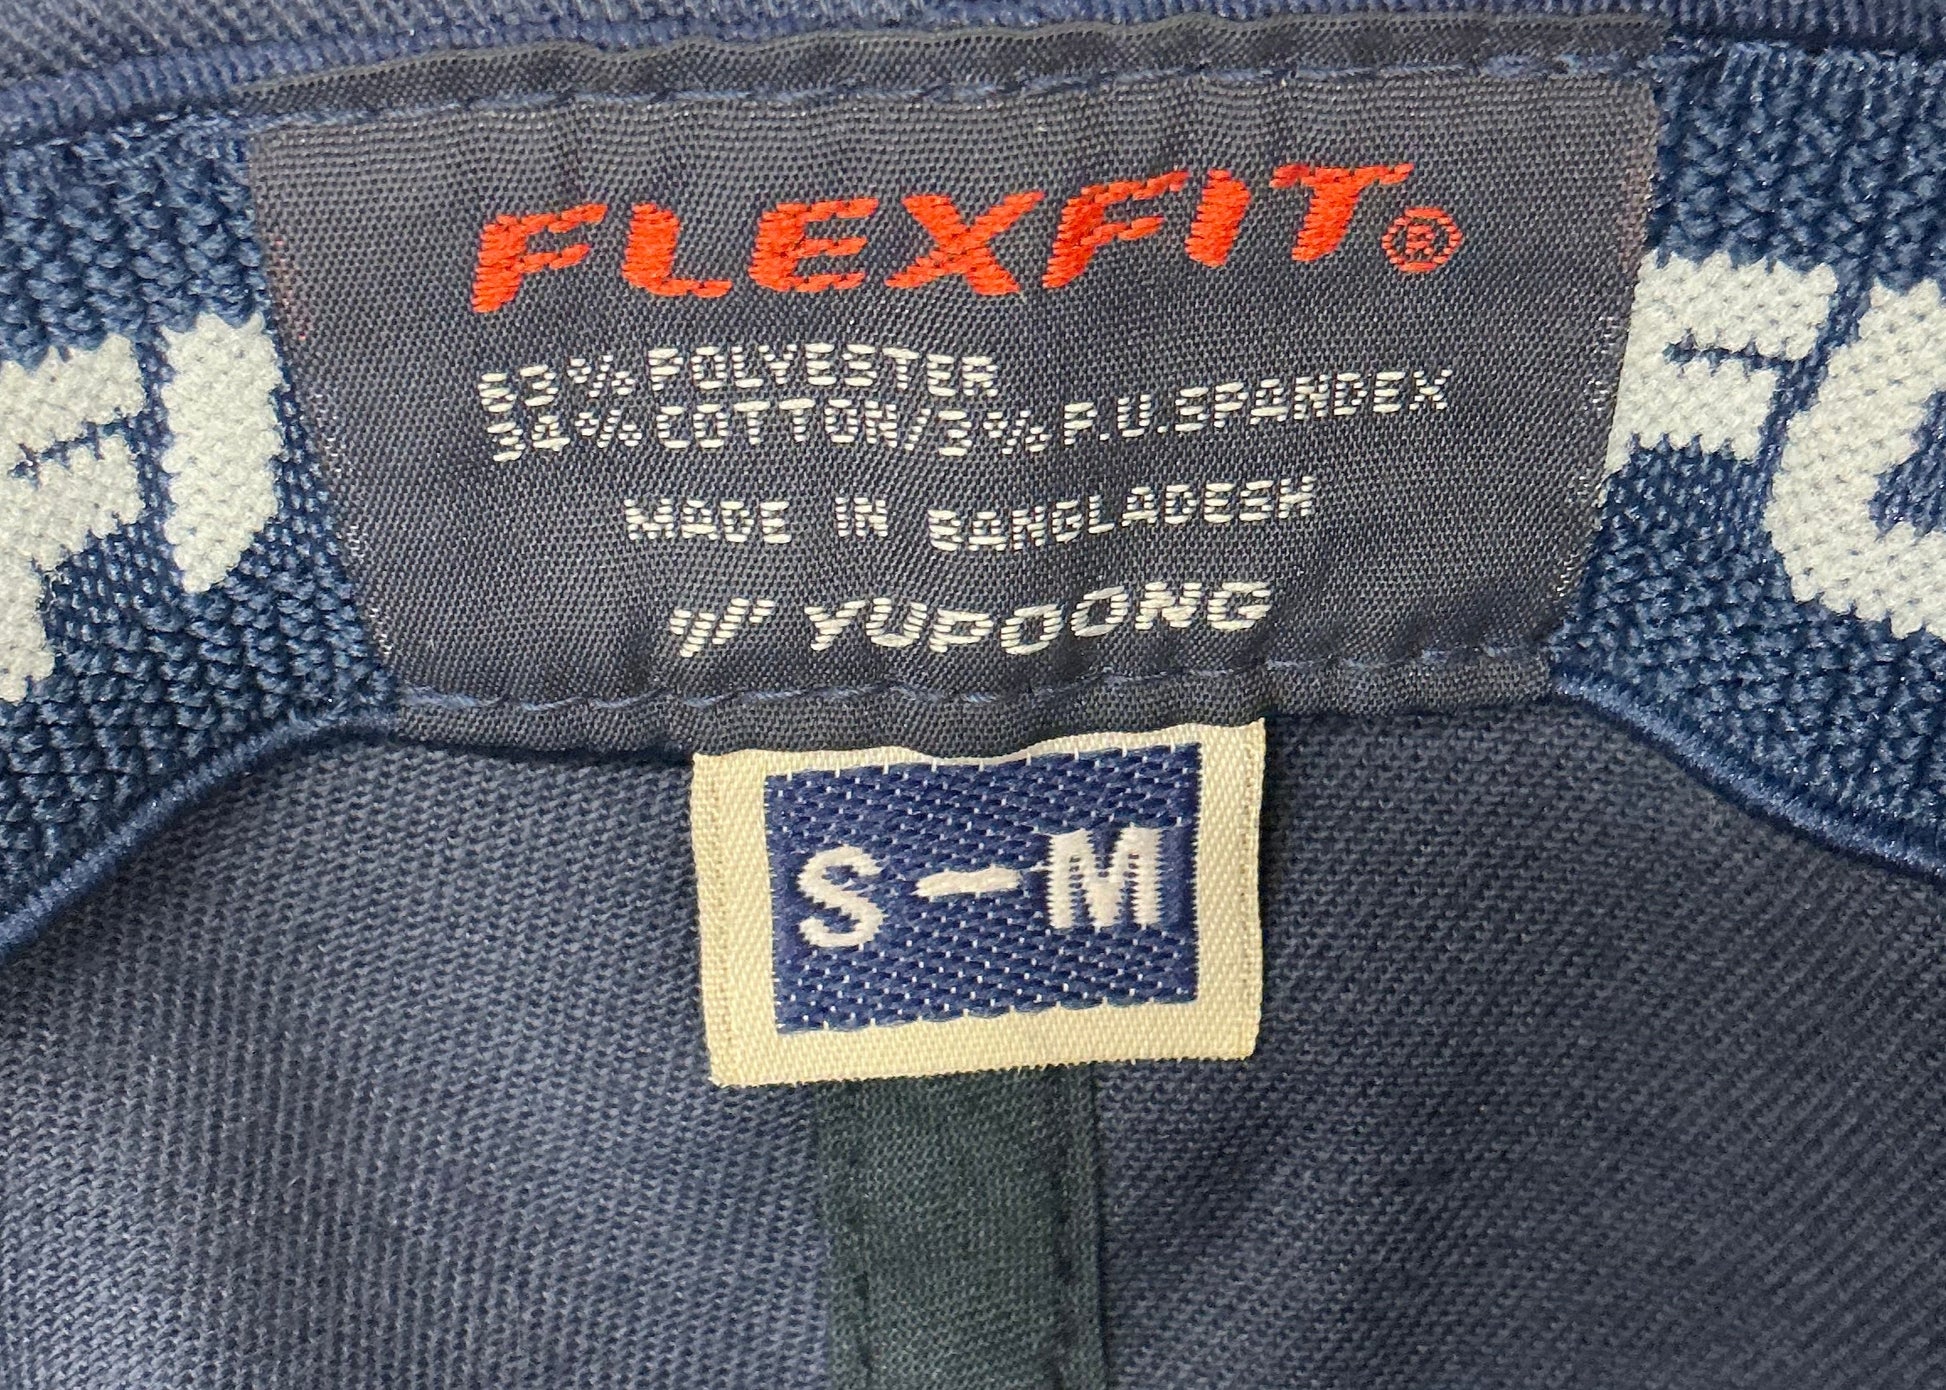 FLEXFIT®
63% POLYESTER
34% COTTON/3% P.U.SPANDEX
MADE IN BANGLADESH
YUPOONG
S-M